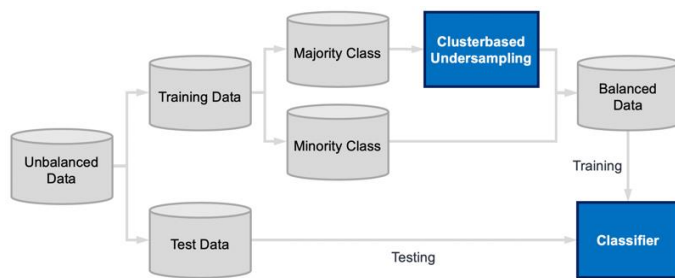 Majority Class
Clusterbased
Undersampling
Training Data
Balanced
Data
Minority Class
Unbalanced
Data
Training
Test Data
Testing
Classifier